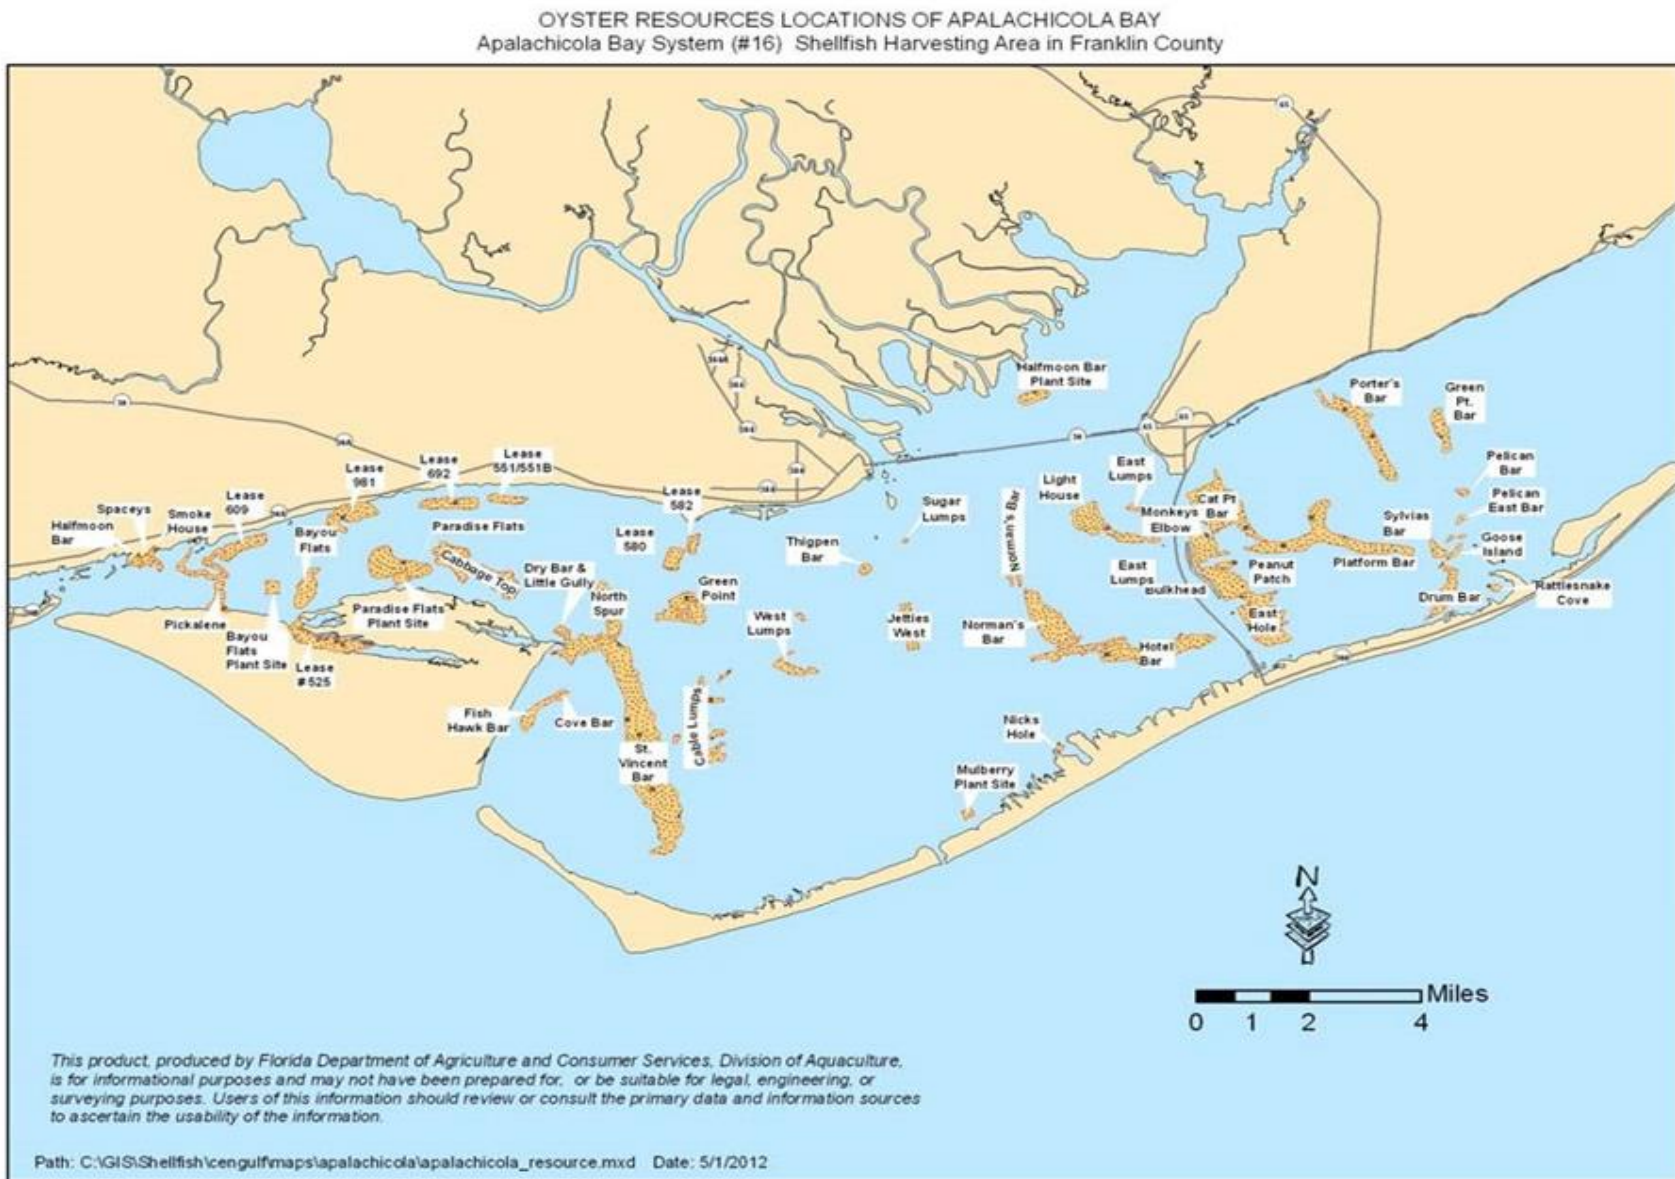 OYSTER RESOURCES LOCATIONS OF APALACHICOLA BAY
Apalachicola Bay System (#16) Shellfish Harvesting Area in Franklin County
65
Halfmoon Bar
Plant Site
Porter's
Bar
Green
Pt.
Bar
384
65
65
30
30
30A
Lease
551/551B
Lease
692
Lease
981
East
Lumps
Pelican
Bar
Light
House
Lease
582
Spaceys
Smoke
House
Lease
609
Sugar
Lumps
Norman's Bar
Cat Pt
Bar
Pelican
East Bar
Halfmoon
Bar
Bayou
Flats
Paradise Flats
Monkeys
Elbow
Sylvias
Bar
Lease
580
Thigpen
Bar
Goose
Island
Cabbage Top
Dry Bar &
Little Gully
East
Lumps
Bulkhead
Peanut
Patch
Platform Bar
North
Spur
Green
Point
Rattlesnake
Cove
Drum Bar
Pickalene
Paradise Flats
Plant Site
West
Lumps
Jetties
West
Norman's
Bar
East
Hole
Bayou
Flats
Plant Site
Lease
#525
Hotel
Bar
Cable Lumps
Fish
Hawk Bar
Cove Bar
Nicks
Hole
St.
Vincent
Bar
Mulberry
Plant Site
N
Miles
0 1 2 4
This product, produced by Florida Department of Agriculture and Consumer Services, Division of Aquaculture,
is for informational purposes and may not have been prepared for, or be suitable for legal, engineering, or
surveying purposes. Users of this information should review or consult the primary data and information sources
to ascertain the usability of the information.
Path: C:\GIS\Shellfish\cengulf\maps\apalachicola\apalachicola_resource.mxd Date: 5/1/2012